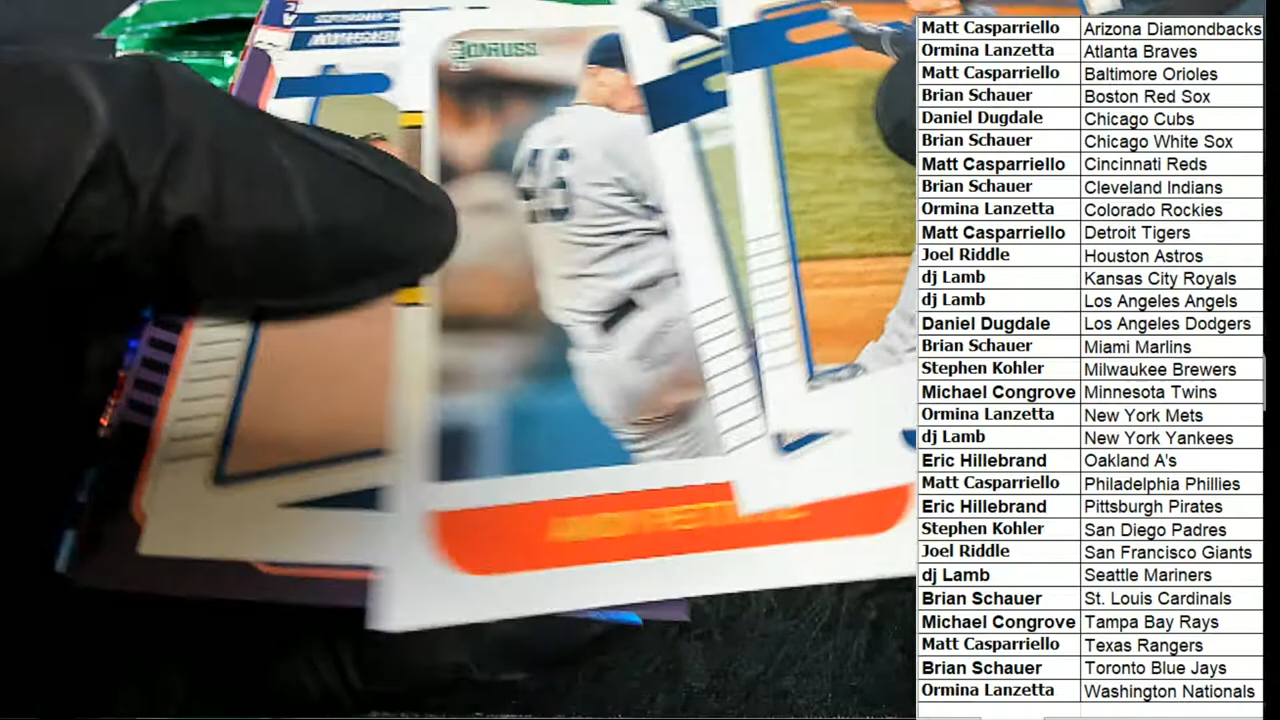 DONRUSS
46
ANDY PETTITTE
Matt Casparriello Arizona Diamondbacks
Ormina Lanzetta Atlanta Braves
Matt Casparriello Baltimore Orioles
Brian Schauer Boston Red Sox
Daniel Dugdale Chicago Cubs
Brian Schauer Chicago White Sox
Matt Casparriello Cincinnati Reds
Brian Schauer Cleveland Indians
Ormina Lanzetta Colorado Rockies
Matt Casparriello Detroit Tigers
Joel Riddle Houston Astros
dj Lamb Kansas City Royals
dj Lamb Los Angeles Angels
Daniel Dugdale Los Angeles Dodgers
Brian Schauer Miami Marlins
Stephen Kohler Milwaukee Brewers
Michael Congrove Minnesota Twins
Ormina Lanzetta New York Mets
dj Lamb New York Yankees
Eric Hillebrand Oakland A's
Matt Casparriello Philadelphia Phillies
Eric Hillebrand Pittsburgh Pirates
Stephen Kohler San Diego Padres
Joel Riddle San Francisco Giants
dj Lamb Seattle Mariners
Brian Schauer St. Louis Cardinals
Michael Congrove Tampa Bay Rays
Matt Casparriello Texas Rangers
Brian Schauer Toronto Blue Jays
Ormina Lanzetta Washington Nationals